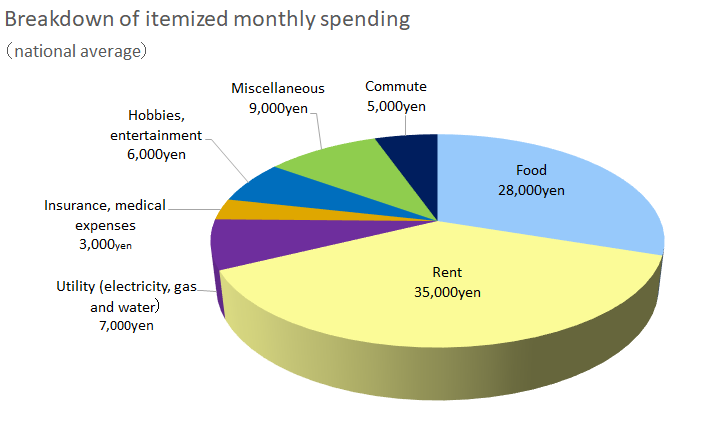 Breakdown of itemized monthly spending
（national average）
Miscellaneous
9,000yen
Commute
5,000yen
Hobbies,
entertainment
6,000yen
Food
28,000yen
Insurance, medical
expenses
3,000yen
Rent
35,000yen
Utility (electricity, gas
and water）
7,000yen